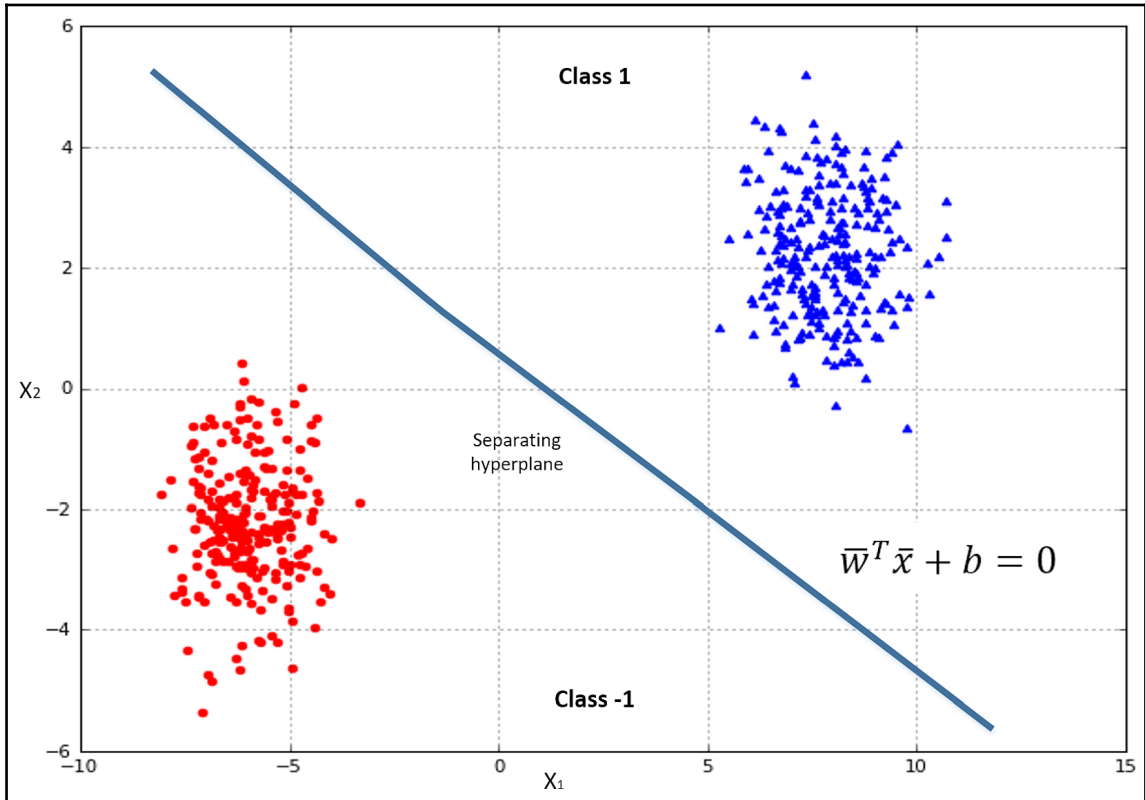 6
Class 1
4
2
X₂
0
Separating
hyperplane
−2
w̅ᵀx̅ + b = 0
−4
Class -1
−6
−10
−5
0
5
10
15
X₁